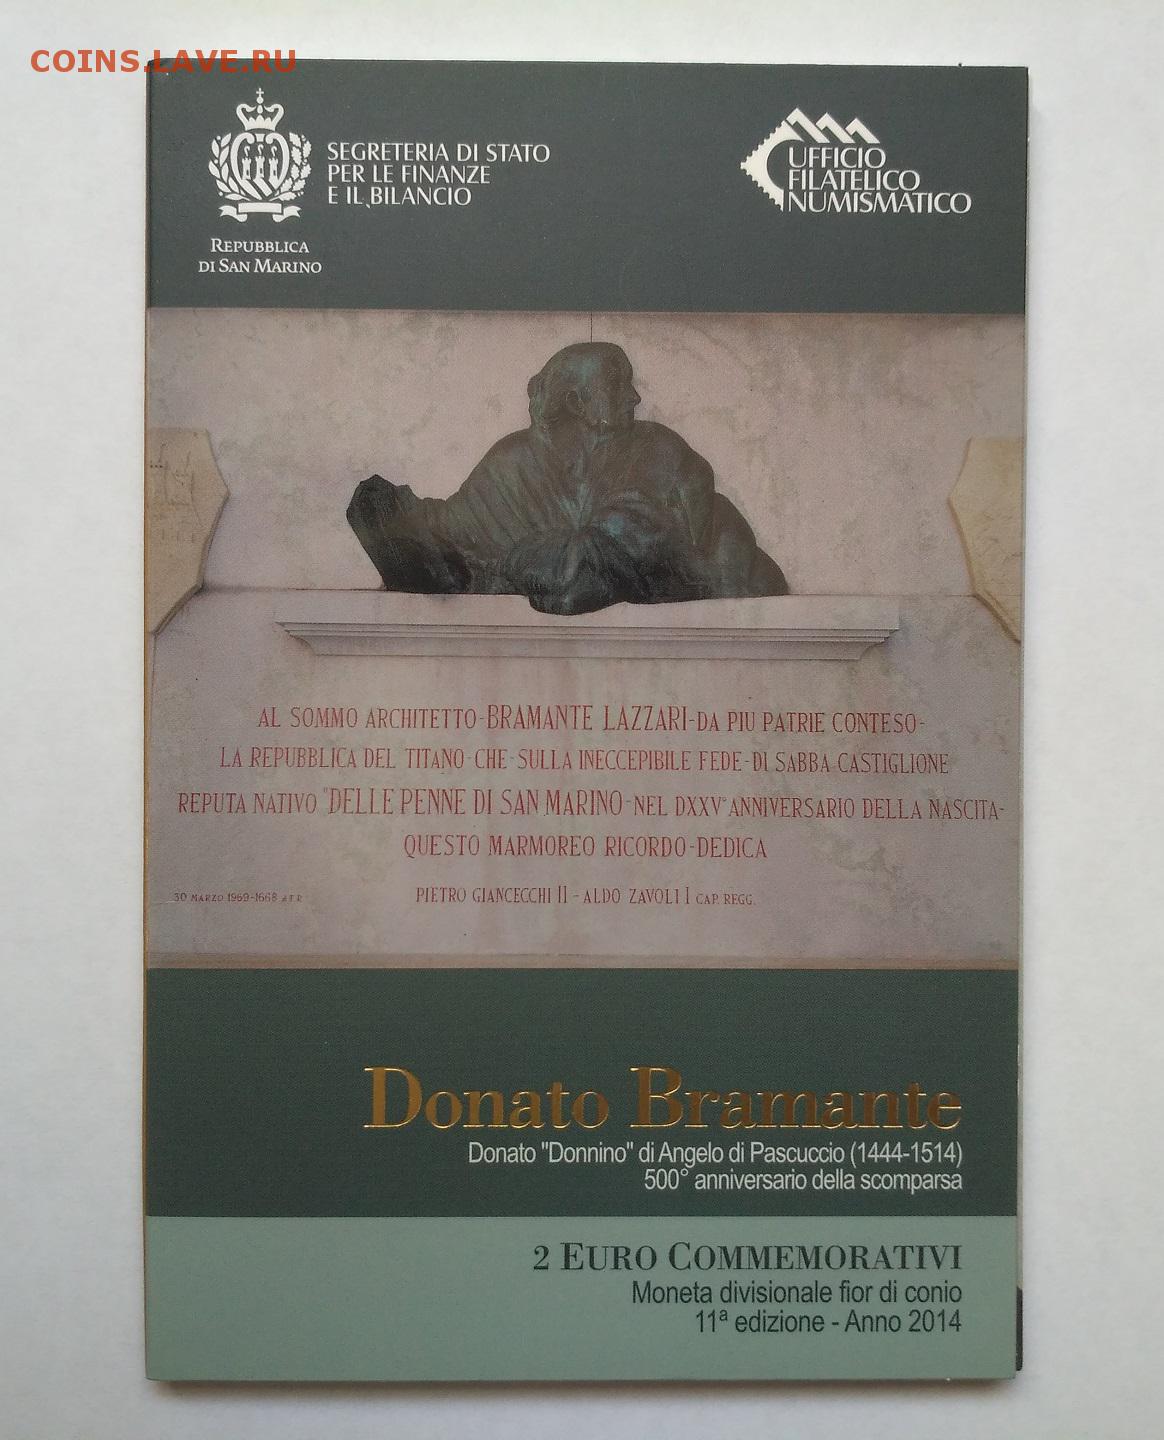 COINS.LAVE.RU
SEGRETERIA DI STATO
PER LE FINANZE
E IL BILANCIO
REPUBBLICA
DI SAN MARINO
UFFICIO
FILATELICO
NUMISMATICO
AL SOMMO ARCHITETTO-BRAMANTE LAZZARI-DA PIU PATRIE CONTESO-
LA REPUBBLICA DEL TITANO-CHE-SULLA INECCEPIBILE FEDE-DI SABBA CASTIGLIONE
REPUTA NATIVO "DELLE PENNE DI SAN MARINO-NEL DXXV° ANNIVERSARIO DELLA NASCITA-
QUESTO MARMOREO RICORDO-DEDICA
30 MARZO 1969-1668 d.F.R.
PIETRO GIANCECCHI II - ALDO ZAVOLI I CAP. REGG.
Donato Bramante
Donato "Donnino" di Angelo di Pascuccio (1444-1514)
500° anniversario della scomparsa
2 EURO COMMEMORATIVI
Moneta divisionale fior di conio
11ª edizione - Anno 2014